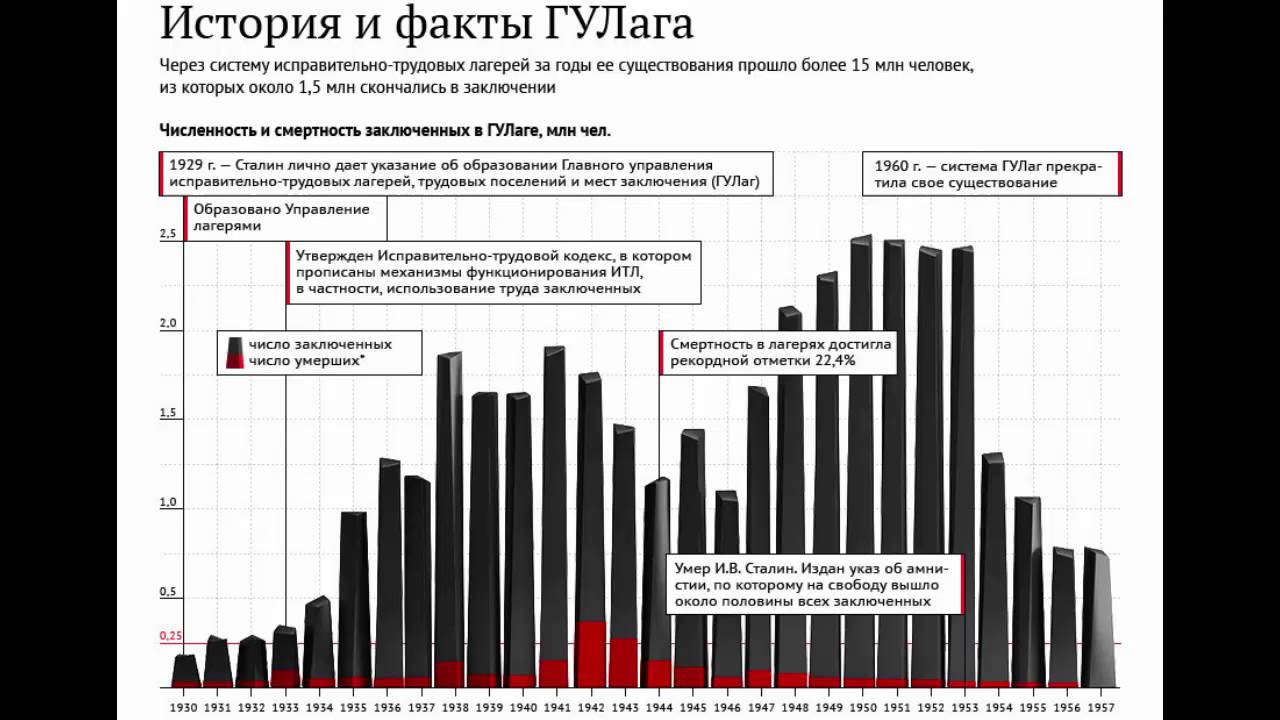 История и факты ГУЛага
Через систему исправительно-трудовых лагерей за годы ее существования прошло более 15 млн человек,
из которых около 1,5 млн скончались в заключении
Численность и смертность заключенных в ГУЛаге, млн чел.
1929 г. — Сталин лично дает указание об образовании Главного управления
исправительно-трудовых лагерей, трудовых поселений и мест заключения (ГУЛаг)
1960 г. — система ГУЛаг прекра-
тила свое существование
Образовано Управление
лагерями
2,5
Утвержден Исправительно-трудовой кодекс, в котором
прописаны механизмы функционирования ИТЛ,
в частности, использование труда заключенных
2,0
число заключенных
число умерших*
Смертность в лагерях достигла
рекордной отметки 22,4%
1,5
1,0
Умер И.В. Сталин. Издан указ об амни-
стии, по которому на свободу вышло
около половины всех заключенных
0,5
0,25
1930 1931 1932 1933 1934 1935 1936 1937 1938 1939 1940 1941 1942 1943 1944 1945 1946 1947 1948 1949 1950 1951 1952 1953 1954 1955 1956 1957